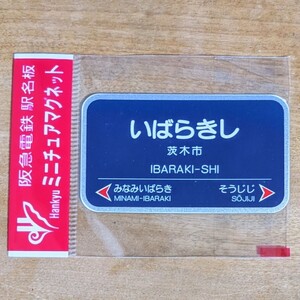 阪急電鉄 駅名板
Hankyu ミニチュアマグネット
いばらきし
茨木市
IBARAKI-SHI
みなみいばらき
MINAMI-IBARAKI
そうじじ
SŌJIJI